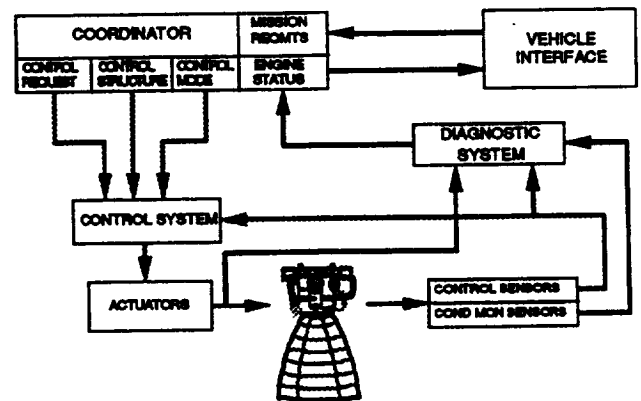 COORDINATOR
MISSION
REQMTS
CONTROL
REQUEST
CONTROL
STRUCTURE
CONTROL
MODE
ENGINE
STATUS
VEHICLE
INTERFACE
DIAGNOSTIC
SYSTEM
CONTROL SYSTEM
ACTUATORS
CONTROL SENSORS
COND MON SENSORS